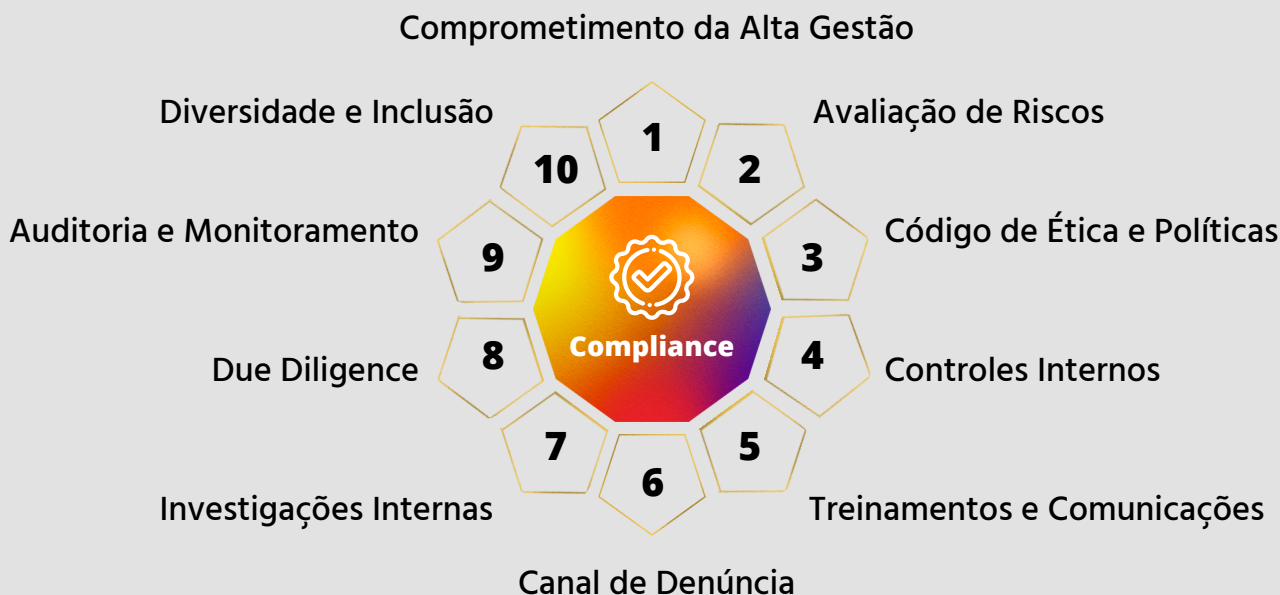 Comprometimento da Alta Gestão
Diversidade e Inclusão
Avaliação de Riscos
1
10
2
Auditoria e Monitoramento
Código de Ética e Políticas
9
3
Compliance
8
4
Due Diligence
Controles Internos
7
5
6
Investigações Internas
Treinamentos e Comunicações
Canal de Denúncia